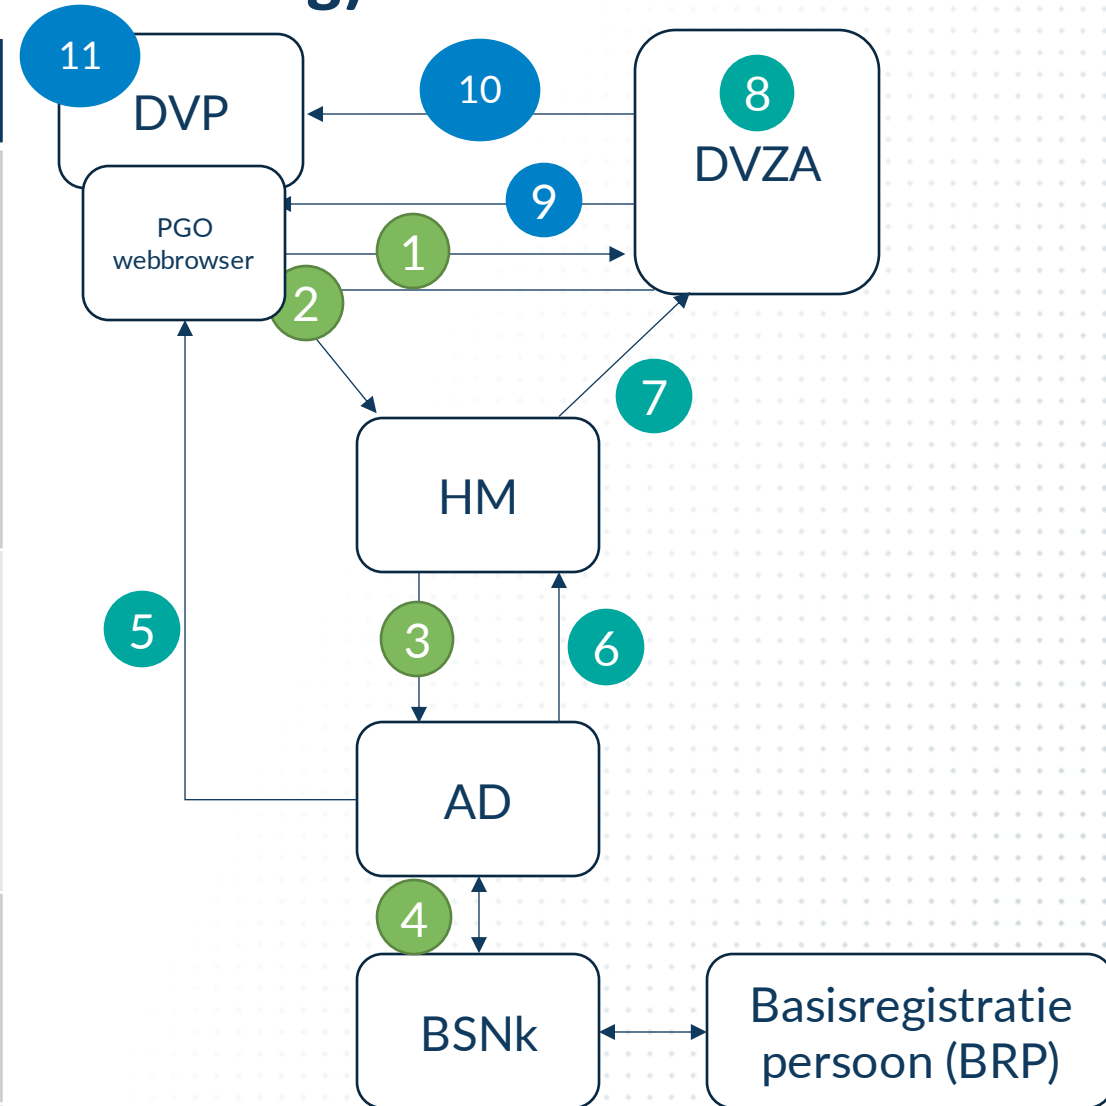 11
DVP
10
8
DVZA
9
PGO
webbrowser
1
2
7
HM
5
3
6
AD
4
BSNk
Basisregistratie
persoon (BRP)